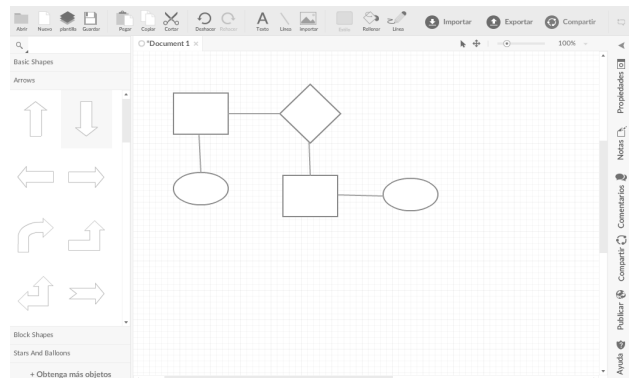 Abrir Nuevo plantilla Guardar Pegar Copiar Cortar Deshacer Rehacer Texto Línea Importar Estilo Rellenar Línea Importar Exportar Compartir
*Document 1 ×
100%
Basic Shapes
Arrows
Block Shapes
Stars And Balloons
+ Obtenga más objetos
Propiedades
Notas
Comentarios
Compartir
Publicar
Ayuda